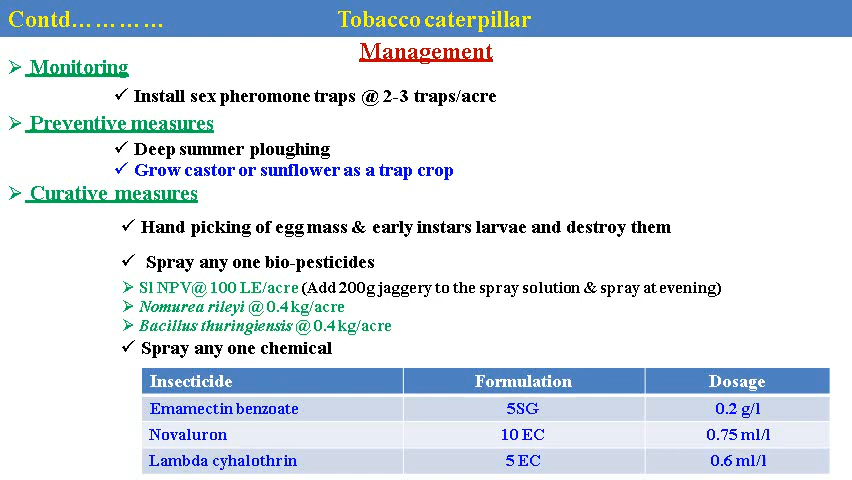 Contd………… Tobacco caterpillar
Management
➢ Monitoring
✓ Install sex pheromone traps @ 2-3 traps/acre
➢ Preventive measures
✓ Deep summer ploughing
✓ Grow castor or sunflower as a trap crop
➢ Curative measures
✓ Hand picking of egg mass & early instars larvae and destroy them
✓ Spray any one bio-pesticides
➢ Sl NPV@ 100 LE/acre (Add 200g jaggery to the spray solution & spray at evening)
➢ Nomurea rileyi @ 0.4 kg/acre
➢ Bacillus thuringiensis @ 0.4 kg/acre
✓ Spray any one chemical
Insecticide Formulation Dosage
Emamectin benzoate 5SG 0.2 g/l
Novaluron 10 EC 0.75 ml/l
Lambda cyhalothrin 5 EC 0.6 ml/l